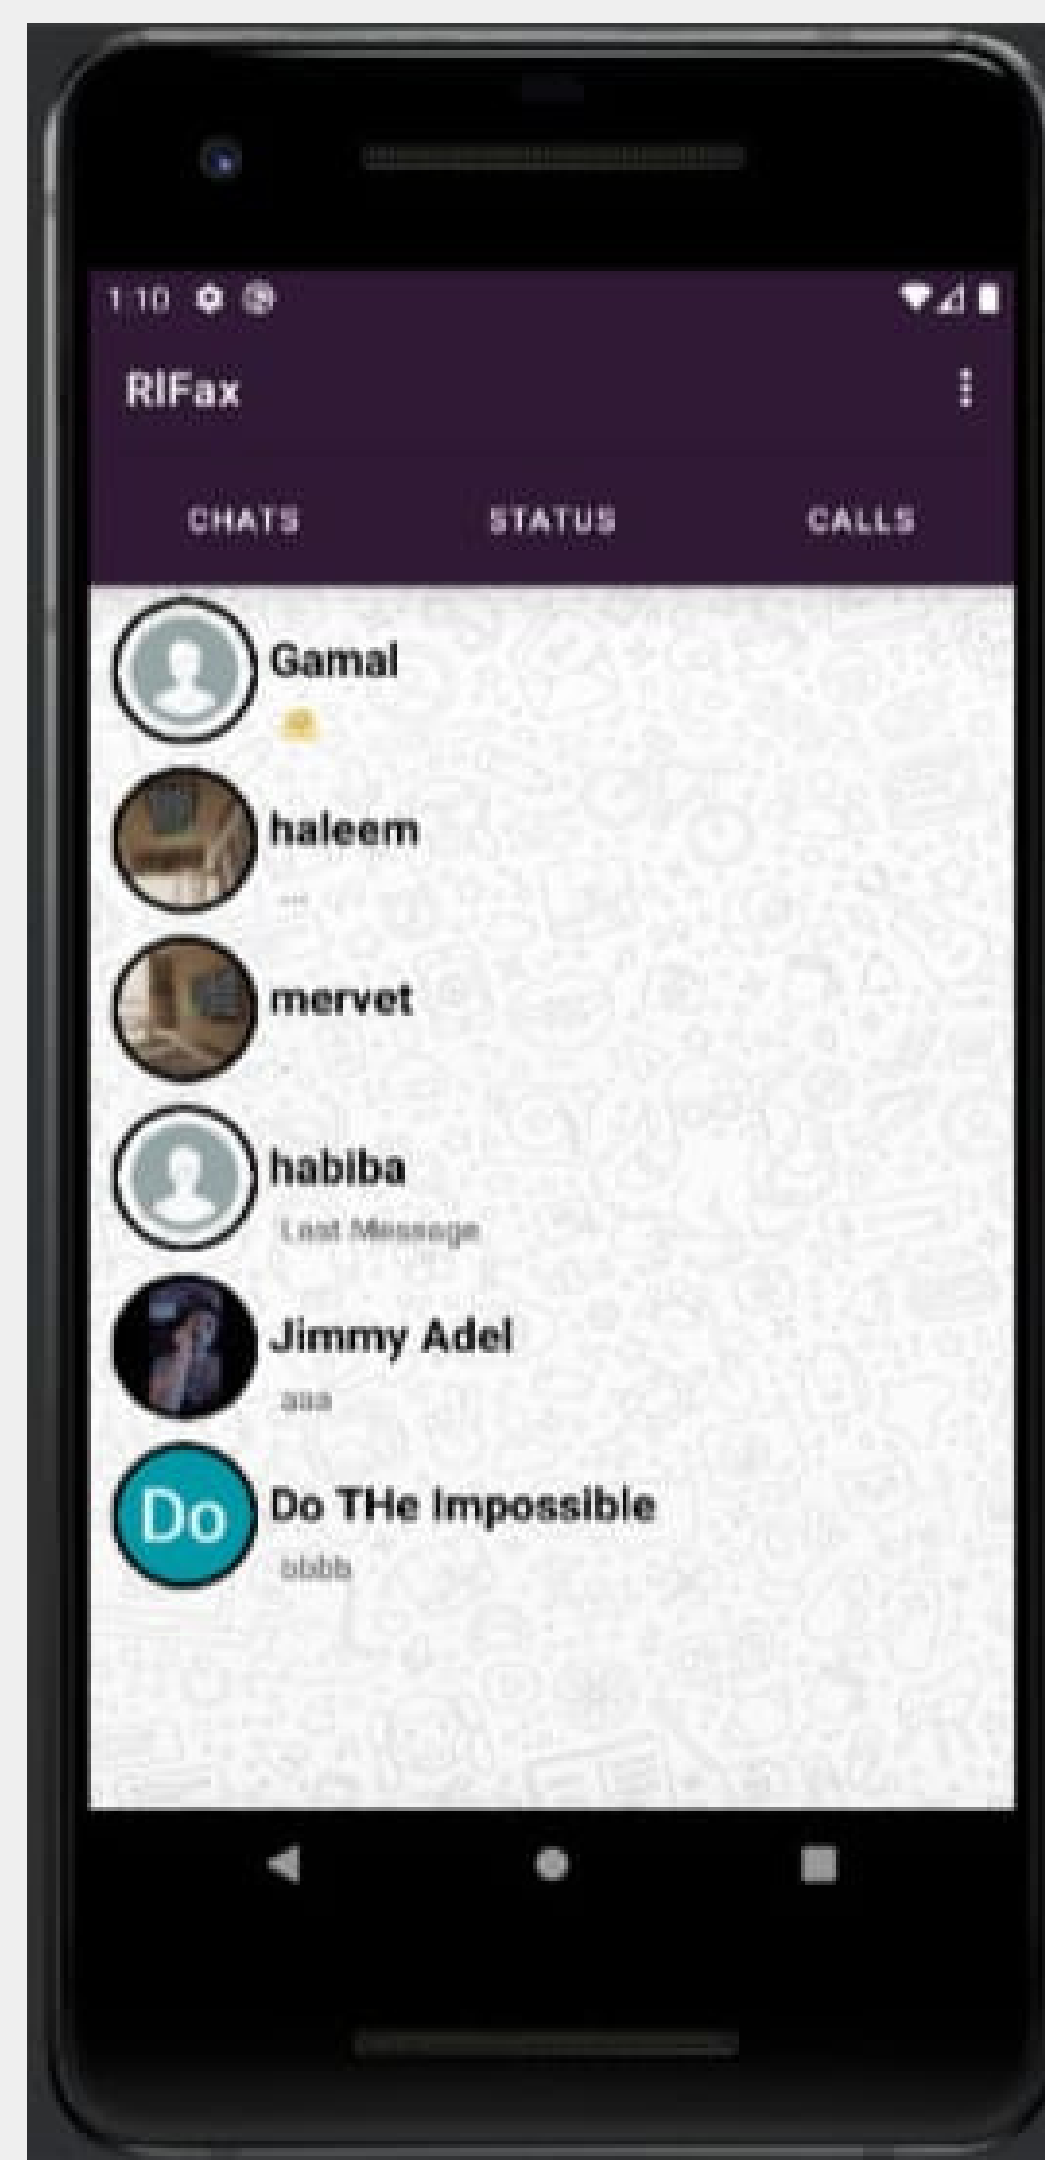 1:10
RIFax
CHATS STATUS CALLS
Gamal
haleem
...
mervet
.
habiba
Last Message
Jimmy Adel
aaa
Do
Do THe Impossible
bbbb